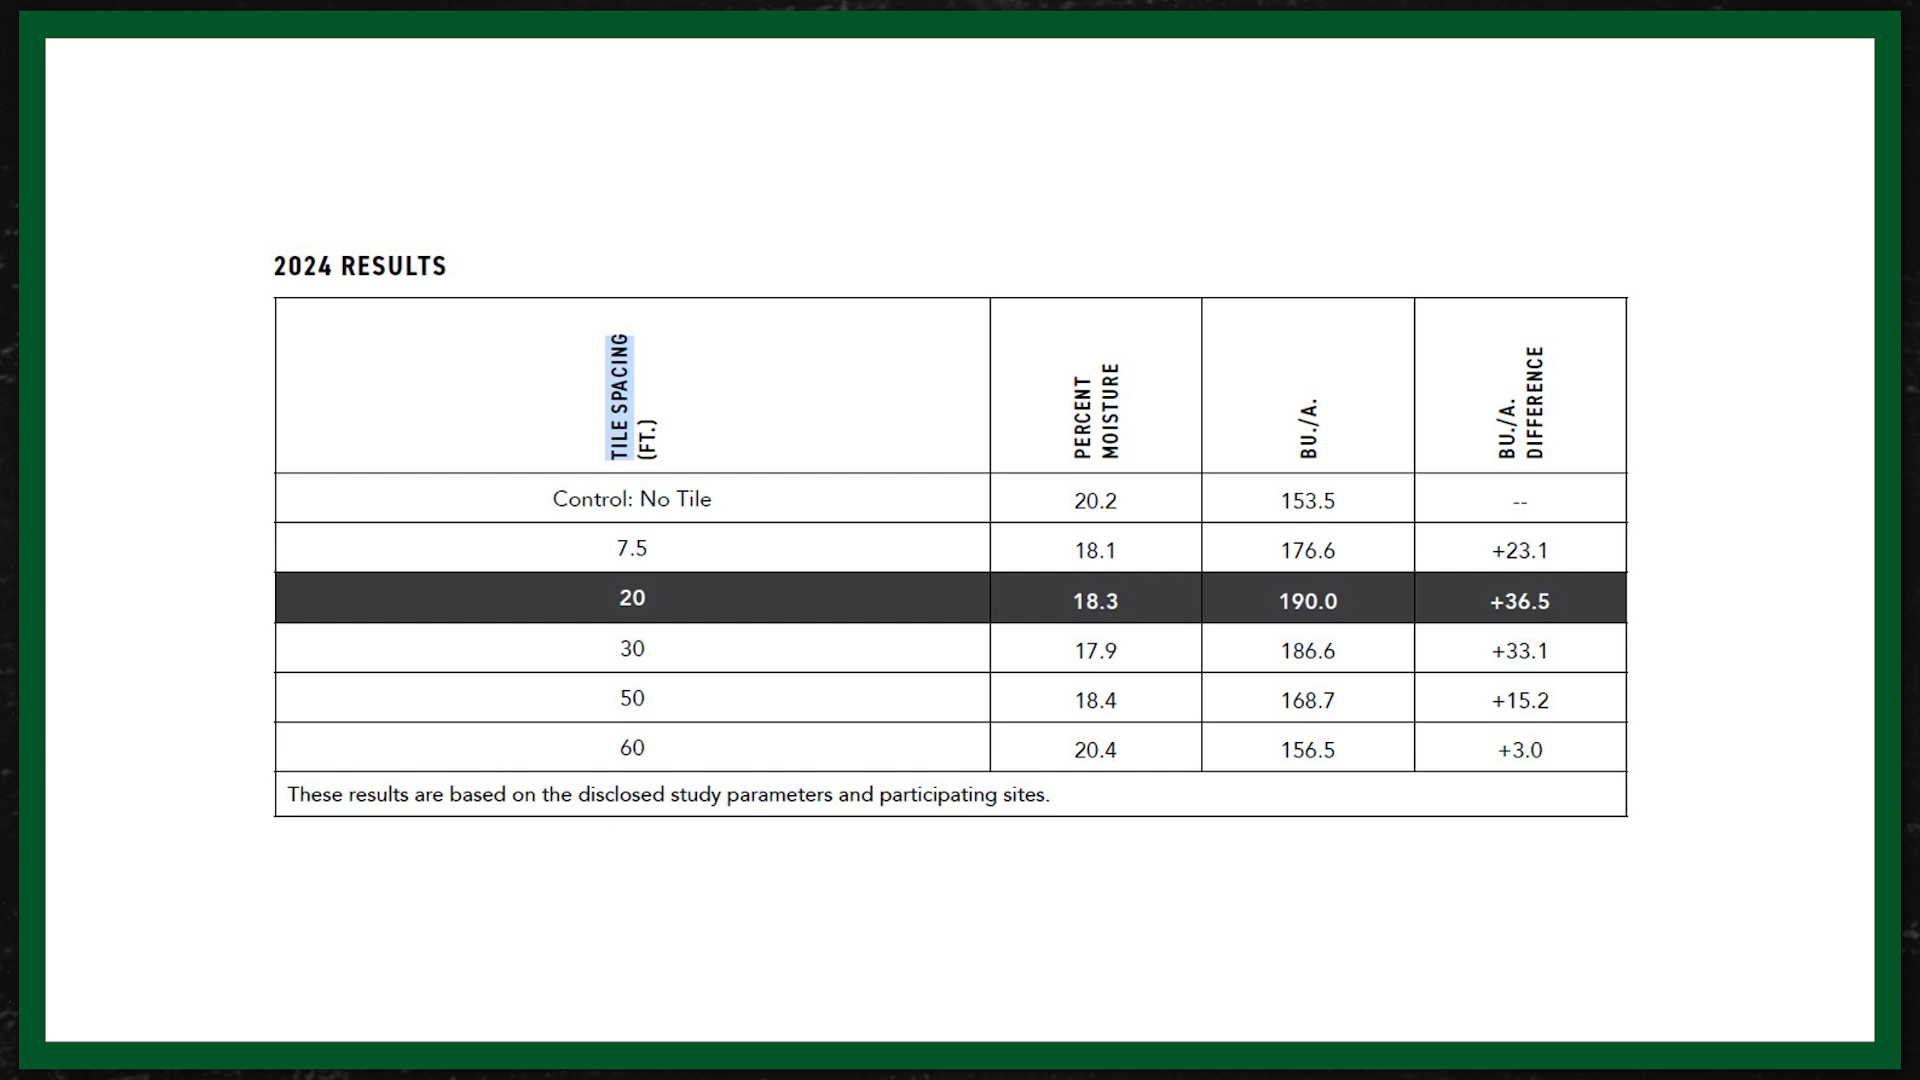 2024 RESULTS
TILE SPACING
(FT.)
PERCENT
MOISTURE
BU./A.
BU./A.
DIFFERENCE
Control: No Tile 20.2 153.5 --
7.5 18.1 176.6 +23.1
20 18.3 190.0 +36.5
30 17.9 186.6 +33.1
50 18.4 168.7 +15.2
60 20.4 156.5 +3.0
These results are based on the disclosed study parameters and participating sites.